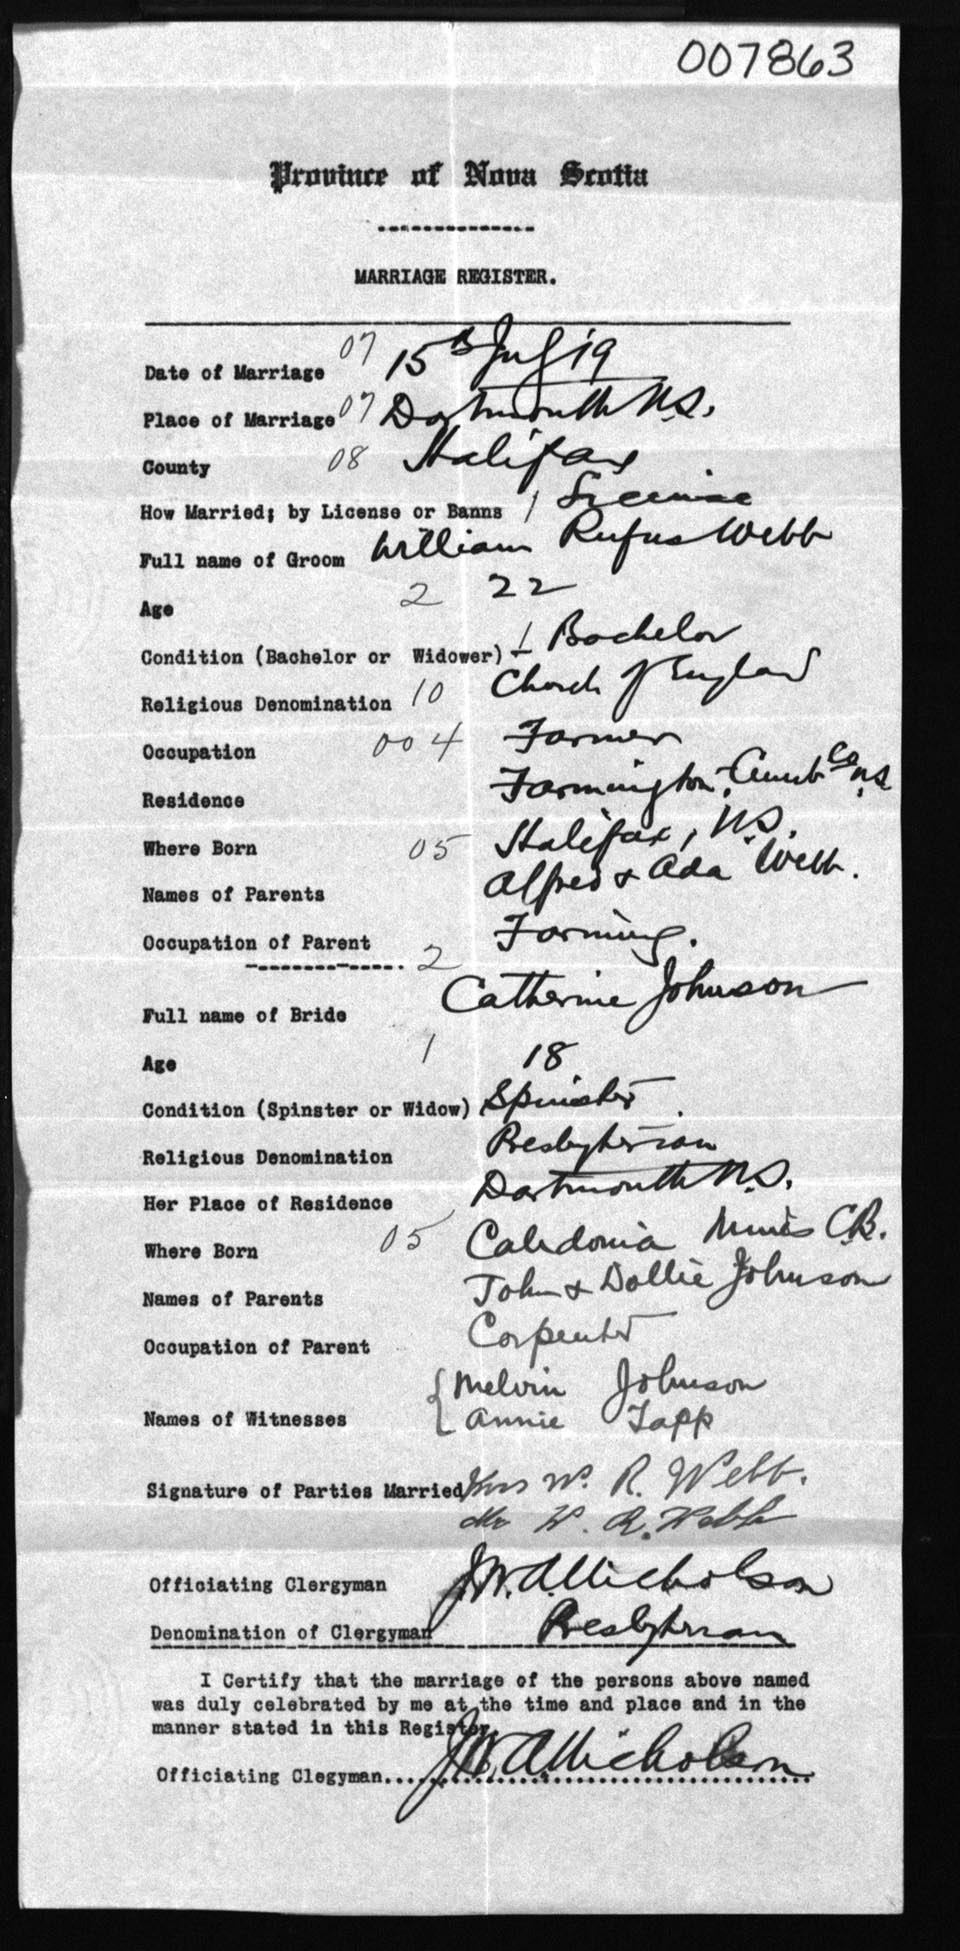 007863
Province of Nova Scotia
MARRIAGE REGISTER.
Date of Marriage 07 15th July 19
Place of Marriage 07 Dartmouth N.S.
County 08 Halifax
How Married; by License or Banns 1 License
Full name of Groom William Rufus Webb
Age 2 22
Condition (Bachelor or Widower) 1 Bachelor
Religious Denomination 10 Church of England
Occupation 004 Farmer
Residence Farmington, Cumb Co N.S.
Where Born 05 Halifax, N.S.
Names of Parents Alfred & Ada Webb.
Occupation of Parent Farming.
2
Full name of Bride Catherine Johnson
Age 1 18
Condition (Spinster or Widow) Spinster
Religious Denomination Presbyterian
Her Place of Residence Dartmouth N.S.
Where Born 05 Caledonia Mines C.B.
Names of Parents John & Dollie Johnson
Occupation of Parent Carpenter
Names of Witnesses { Melvin Johnson
Annie Tapp
Signature of Parties Married Mrs W. R. Webb.
Mr W. R. Webb
Officiating Clergyman J.W.A. Nicholson
Denomination of Clergyman Presbyterian
I Certify that the marriage of the persons above named
was duly celebrated by me at the time and place and in the
manner stated in this Register.
Officiating Clegyman.... J.W.A. Nicholson